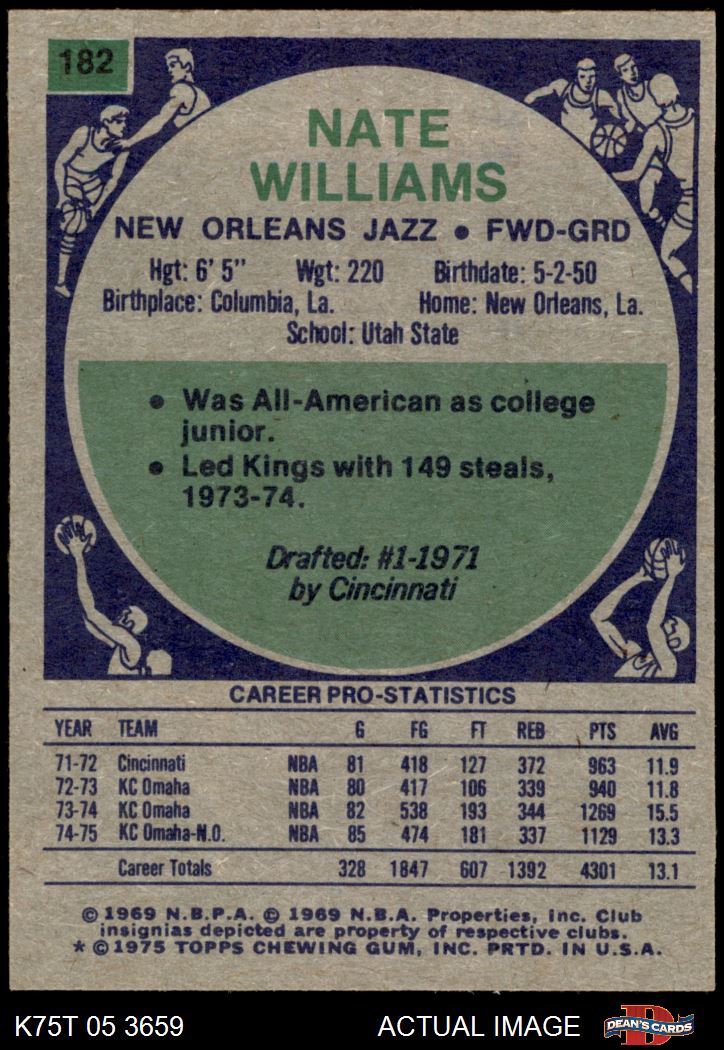 182
NATE
WILLIAMS
NEW ORLEANS JAZZ • FWD-GRD
Hgt: 6' 5" Wgt: 220 Birthdate: 5-2-50
Birthplace: Columbia, La. Home: New Orleans, La.
School: Utah State
• Was All-American as college
junior.
• Led Kings with 149 steals,
1973-74.
Drafted: #1-1971
by Cincinnati
CAREER PRO-STATISTICS
YEAR TEAM G FG FT REB PTS AVG
71-72 Cincinnati NBA 81 418 127 372 963 11.9
72-73 KC Omaha NBA 80 417 106 339 940 11.8
73-74 KC Omaha NBA 82 538 193 344 1269 15.5
74-75 KC Omaha-N.O. NBA 85 474 181 337 1129 13.3
Career Totals 328 1847 607 1392 4301 13.1
© 1969 N.B.P.A. © 1969 N.B.A. Properties, Inc. Club
insignias depicted are property of respective clubs.
* © 1975 TOPPS CHEWING GUM, INC. PRTD. IN U.S.A.
K75T 05 3659 ACTUAL IMAGE D DEAN'S CARDS